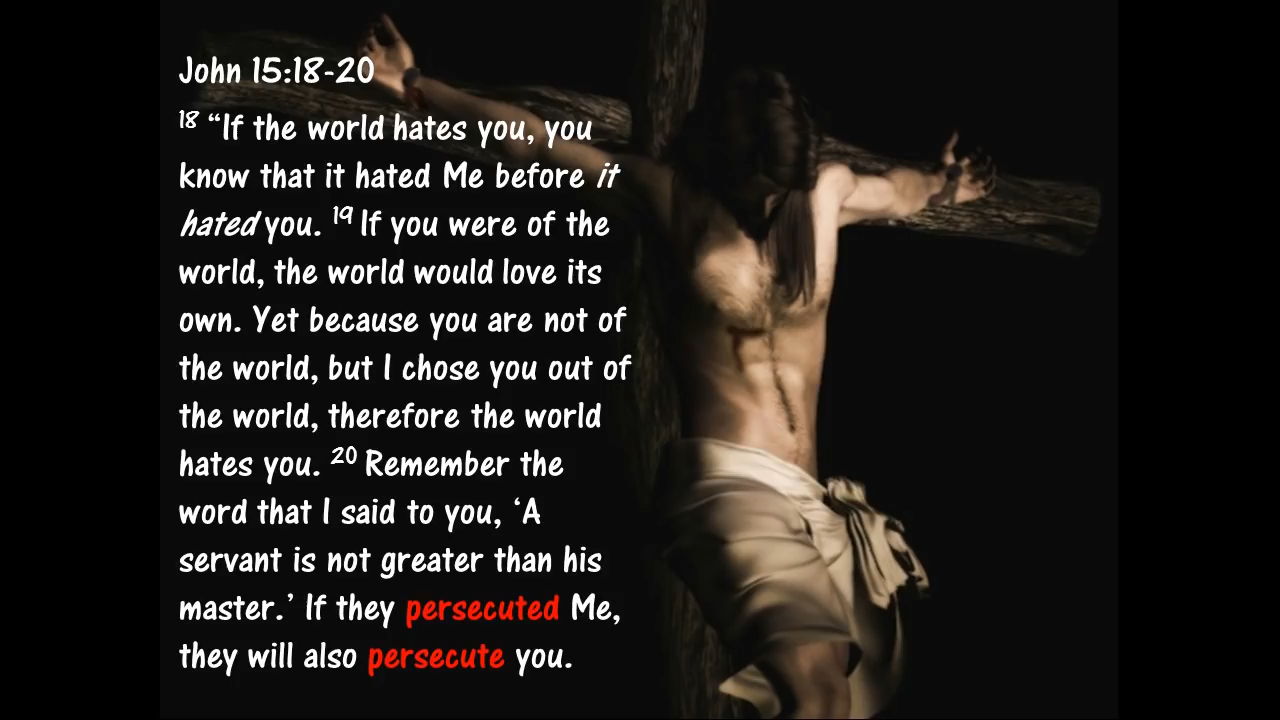 John 15:18-20
18 “If the world hates you, you
know that it hated Me before it
hated you. 19 If you were of the
world, the world would love its
own. Yet because you are not of
the world, but I chose you out of
the world, therefore the world
hates you. 20 Remember the
word that I said to you, ‘A
servant is not greater than his
master.’ If they persecuted Me,
they will also persecute you.